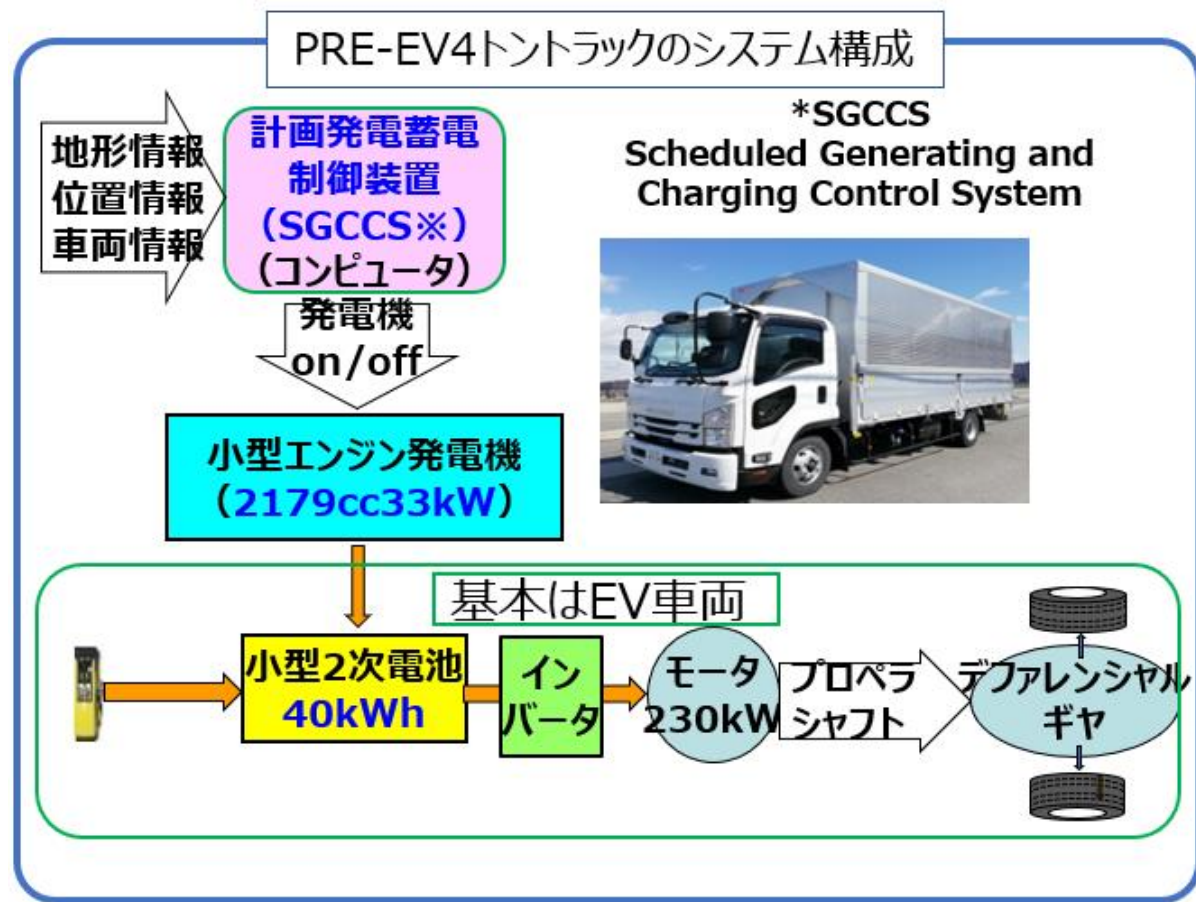 PRE-EV4トントラックのシステム構成
地形情報
位置情報
車両情報
計画発電蓄電
制御装置
（SGCCS※）
（コンピュータ）
*SGCCS
Scheduled Generating and
Charging Control System
発電機
on/off
小型エンジン発電機
（2179cc33kW）
基本はEV車両
小型2次電池
40kWh
イン
バータ
モータ
230kW
プロペラ
シャフト
デファレンシャル
ギヤ